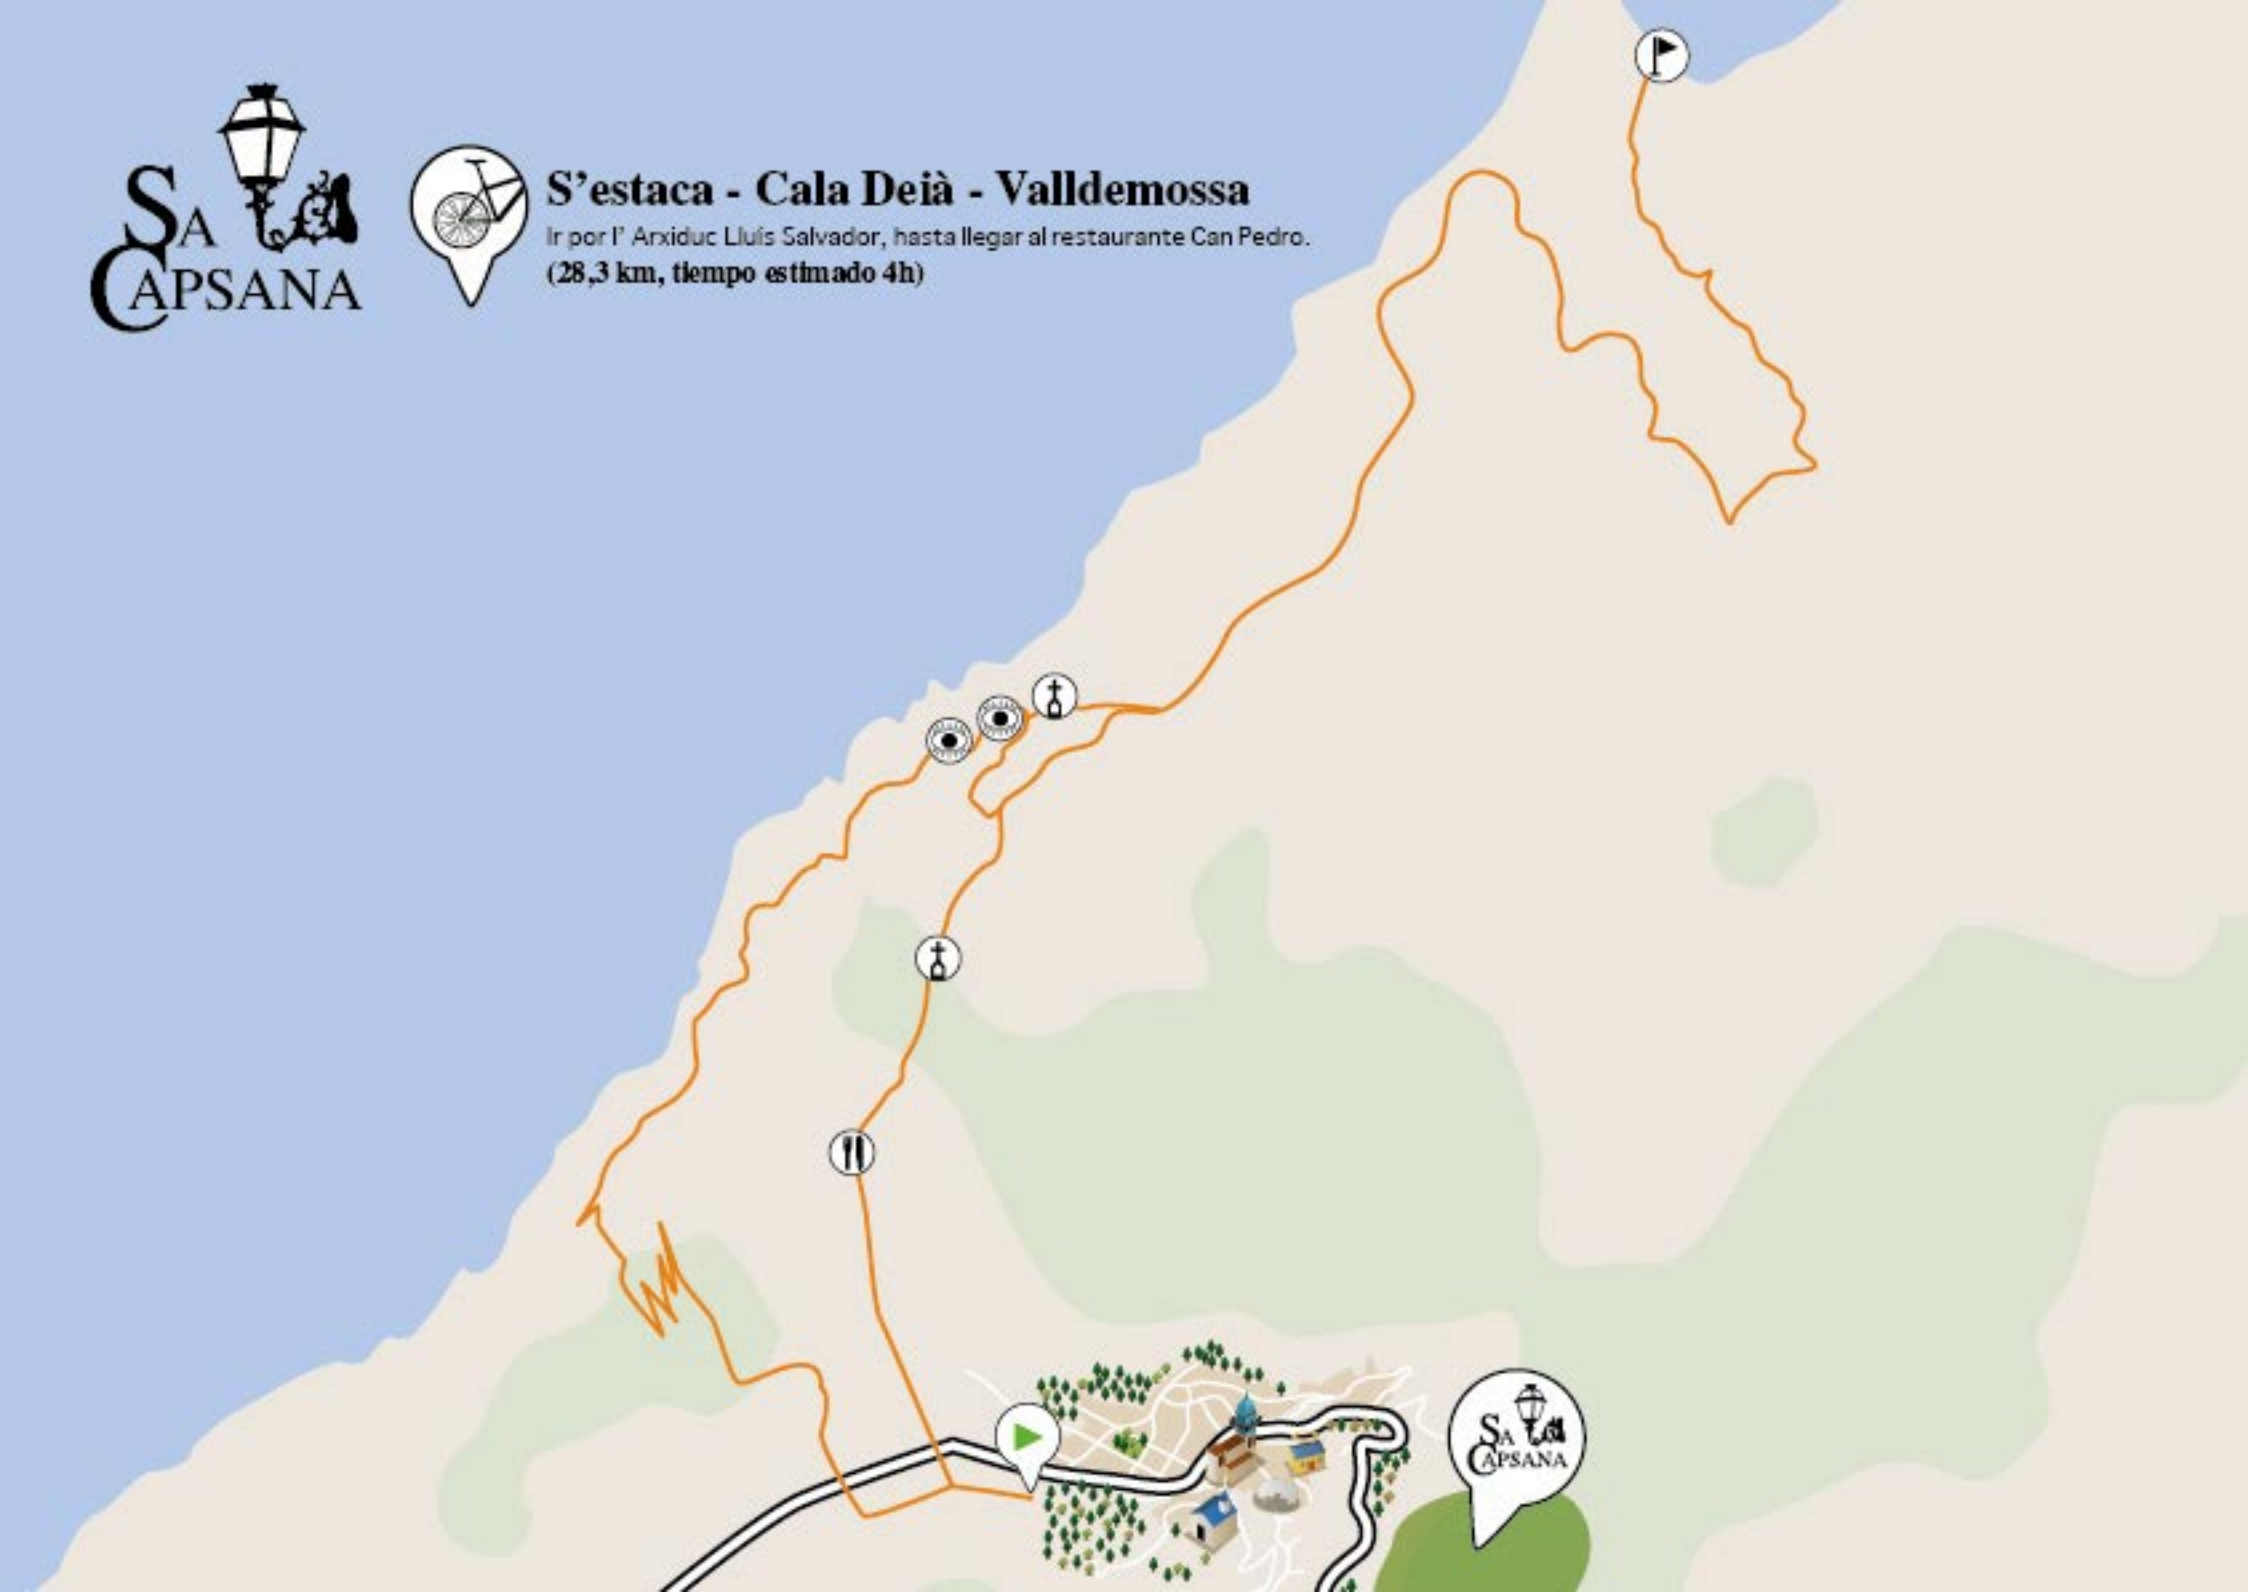 SA
CAPSANA
S'estaca - Cala Deià - Valldemossa
Ir por l' Arxiduc Lluís Salvador, hasta llegar al restaurante Can Pedro.
(28,3 km, tiempo estimado 4h)
SA
CAPSANA